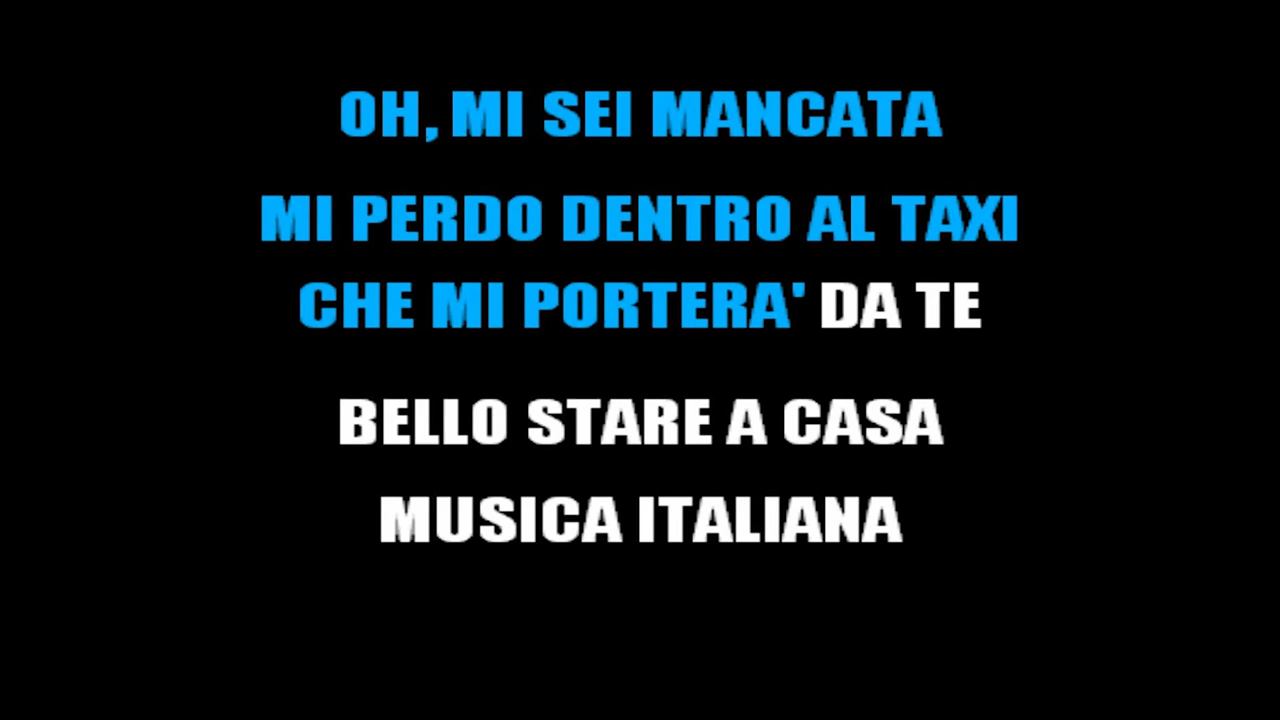 OH, MI SEI MANCATA
MI PERDO DENTRO AL TAXI
CHE MI PORTERA' DA TE
BELLO STARE A CASA
MUSICA ITALIANA